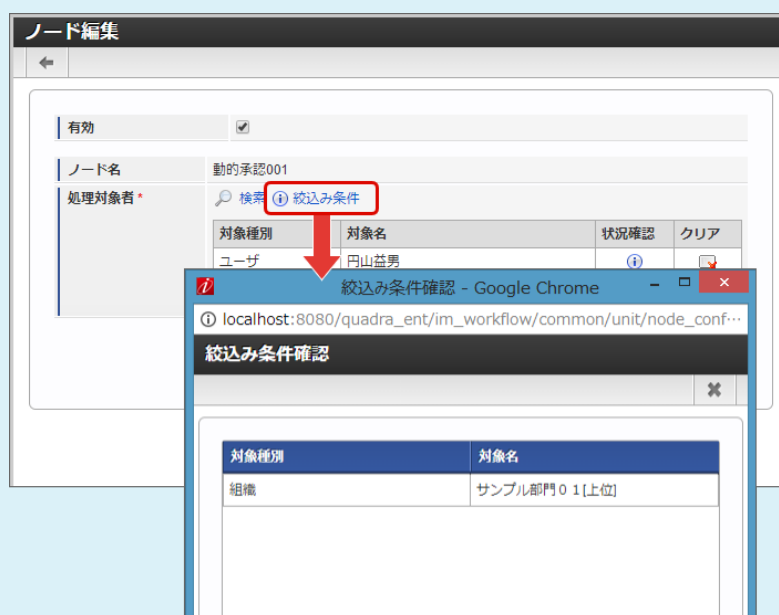 ノード編集
有効
ノード名 動的承認001
処理対象者* 検索 絞込み条件
対象種別 対象名 状況確認 クリア
ユーザ 円山益男
絞込み条件確認 - Google Chrome
localhost:8080/quadra_ent/im_workflow/common/unit/node_conf…
絞込み条件確認
対象種別 対象名
組織 サンプル部門01[上位]